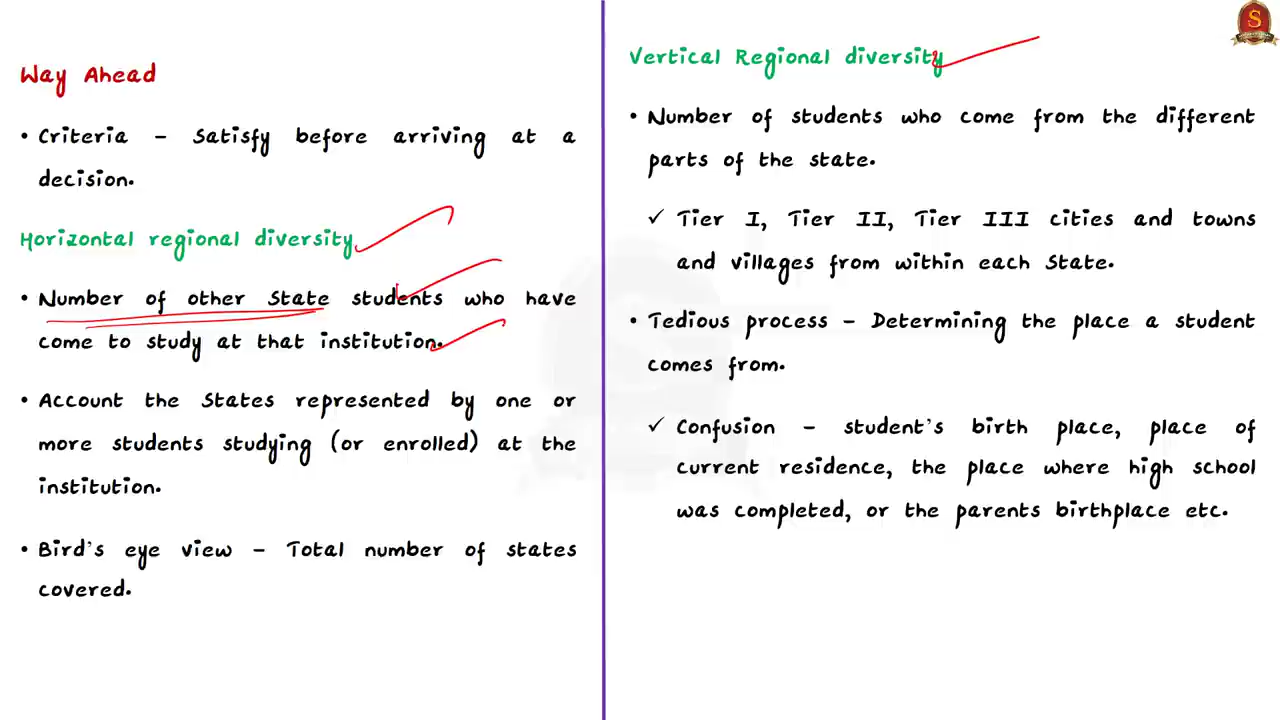 Way Ahead
• Criteria – Satisfy before arriving at a
decision.
Horizontal regional diversity
• Number of other State students who have
come to study at that institution.
• Account the States represented by one or
more students studying (or enrolled) at the
institution.
• Bird's eye view – Total number of states
covered.
Vertical Regional diversity
• Number of students who come from the different
parts of the state.
✓ Tier I, Tier II, Tier III cities and towns
and villages from within each State.
• Tedious process – Determining the place a student
comes from.
✓ Confusion – student's birth place, place of
current residence, the place where high school
was completed, or the parents birthplace etc.
S